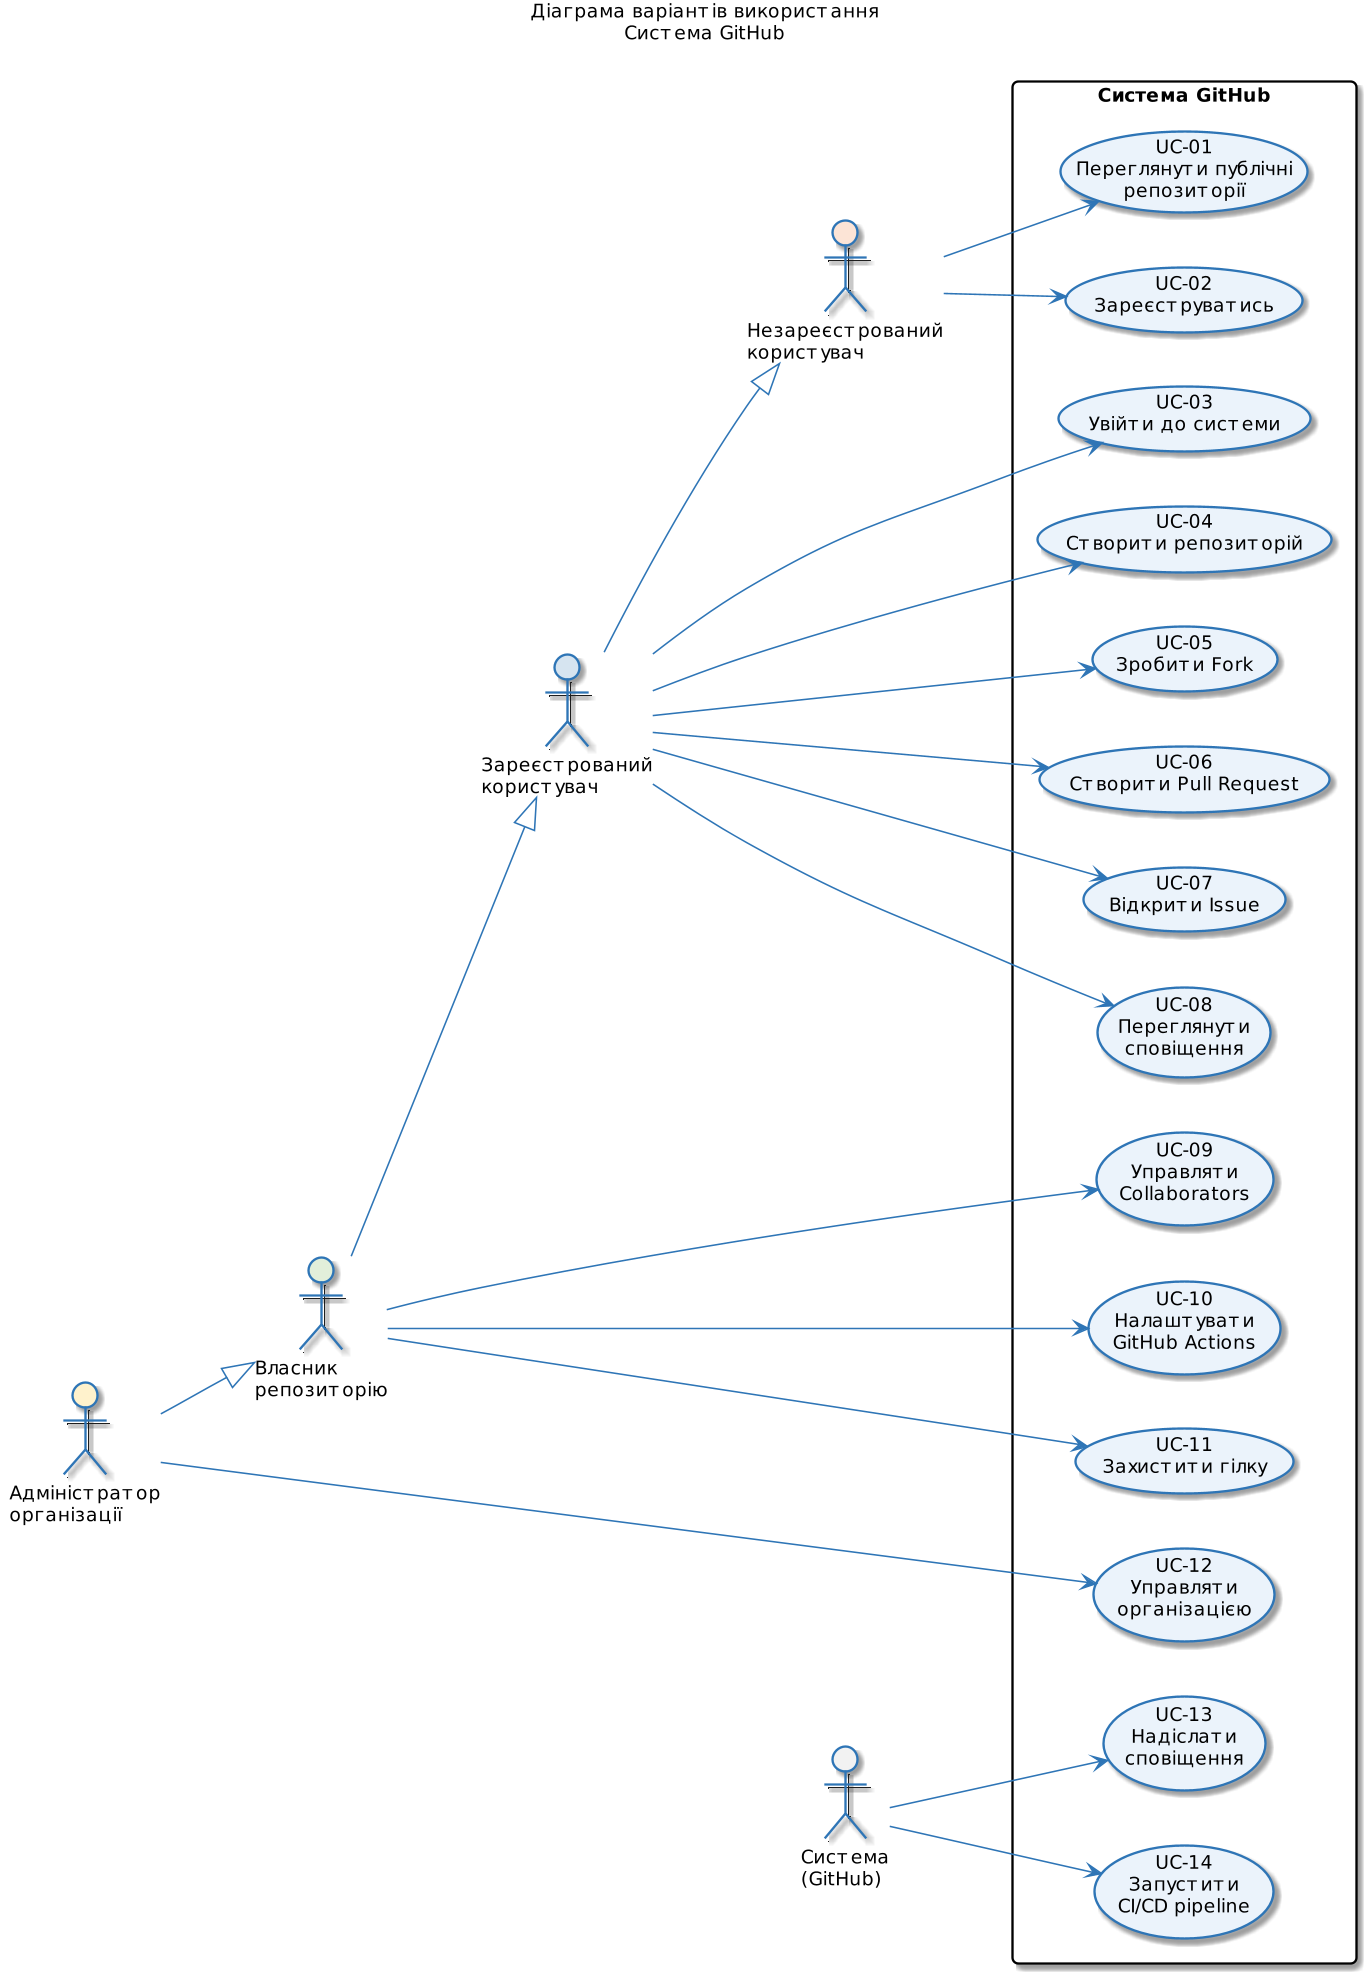 Діаграма варіантів використання
Система GitHub
Система GitHub
UC-01
Переглянути публічні
репозиторії
UC-02
Зареєструватись
Незареєстрований
користувач
UC-03
Увійти до системи
UC-04
Створити репозиторій
UC-05
Зробити Fork
UC-06
Створити Pull Request
Зареєстрований
користувач
UC-07
Відкрити Issue
UC-08
Переглянути
сповіщення
UC-09
Управляти
Collaborators
UC-10
Налаштувати
GitHub Actions
Власник
репозиторію
UC-11
Захистити гілку
Адміністратор
організації
UC-12
Управляти
організацією
UC-13
Надіслати
сповіщення
Система
(GitHub)
UC-14
Запустити
CI/CD pipeline